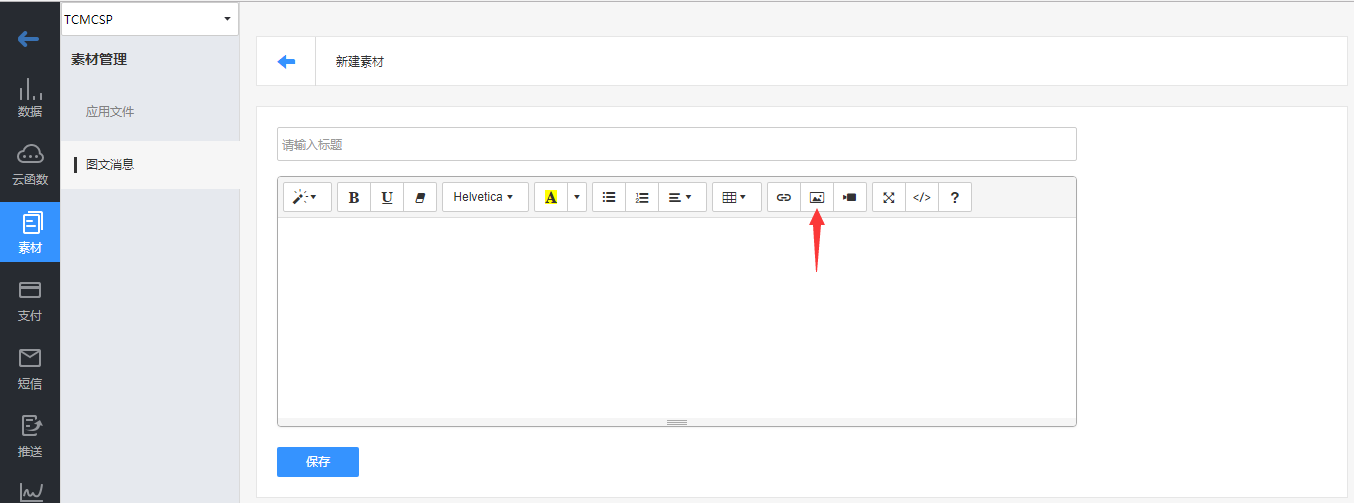 TCMCSP
素材管理
应用文件
图文消息
数据
云函数
素材
支付
短信
推送
新建素材
请输入标题
B U Helvetica A </> ?
保存